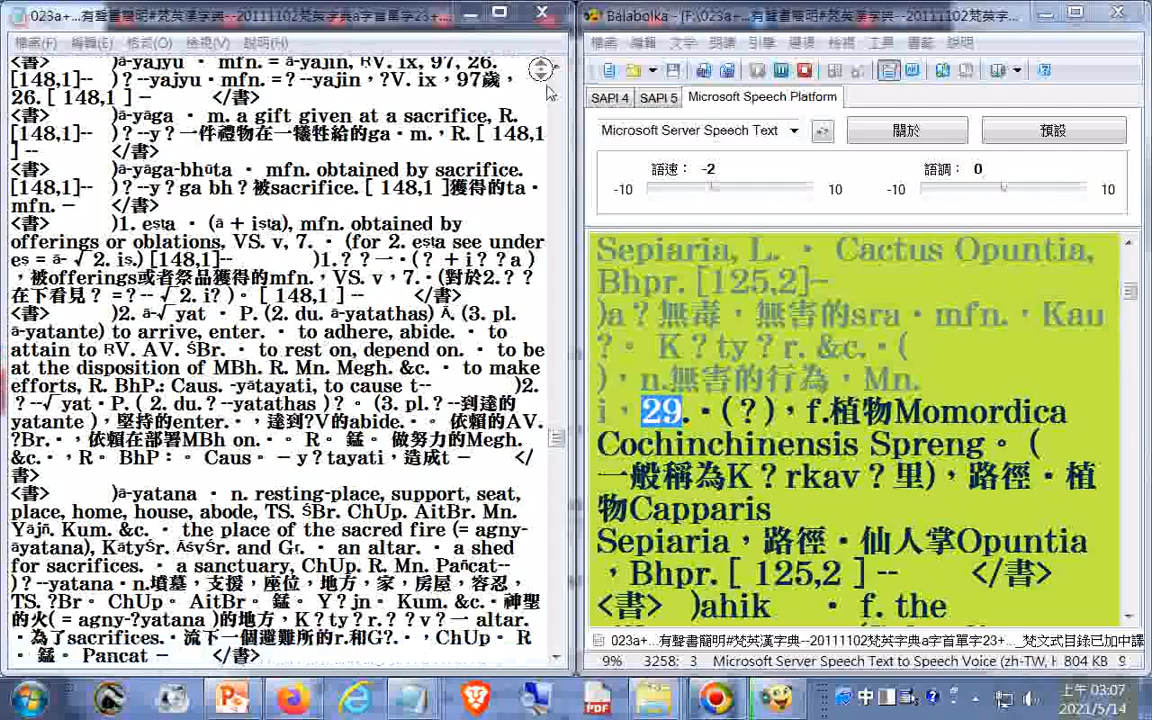 023a+...有聲書簡明#梵英漢字典--20111102梵英字典a字首單字23+...
檔案(F) 編輯(E) 格式(O) 檢視(V) 說明(H)
<書> )ā-yajyu ‧ mfn. = ā-yajin, RV. ix, 97, 26.
[148,1]-- )?--yajyu‧mfn. =?--yajin,?V. ix,97歲,
26. [ 148,1 ] -- </書>
<書> )ā-yāga ‧ m. a gift given at a sacrifice, R.
[148,1]-- )?--y?一件禮物在一犧牲給的ga‧m.,R. [ 148,1
] -- </書>
<書> )ā-yāga-bhūta ‧ mfn. obtained by sacrifice.
[148,1]-- )?--y?ga bh?被sacrifice. [ 148,1 ]獲得的ta‧
mfn. -- </書>
<書> )1. eṣṭa ‧ (ā + iṣṭa), mfn. obtained by
offerings or oblations, VS. v, 7. ‧ (for 2. eṣṭa see under
eṣ = ā-√ 2. iṣ.) [148,1]-- )1.??一‧(? + i??a)
,被offerings或者祭品獲得的mfn.,VS. v,7.‧(對於2.??
在下看見? =?--√ 2. i?)。[ 148,1 ] -- </書>
<書> )2. ā-√ yat ‧ P. (2. du. ā-yatathas) Ā. (3. pl.
ā-yatante) to arrive, enter. ‧ to adhere, abide. ‧ to
attain to RV. AV. ŚBr. ‧ to rest on, depend on. ‧ to be
at the disposition of MBh. R. Mn. Megh. &c. ‧ to make
efforts, R. BhP.: Caus. -yātayati, to cause t-- )2.
?--√ yat‧P. ( 2. du.?--yatathas )?。(3. pl.?--到達的
yatante),堅持的enter.‧,達到?V的abide.‧依賴的AV.
?Br.‧,依賴在部署MBh on.‧。R。錳。做努力的Megh.
&c.‧,R。BhP:。Caus。-- y?tayati,造成t -- </
書>
<書> )ā-yatana ‧ n. resting-place, support, seat,
place, home, house, abode, TS. ŚBr. ChUp. AitBr. Mn.
Yājñ. Kum. &c. ‧ the place of the sacred fire (= agny-
āyatana), KātyŚr. ĀśvŚr. and Gṛ. ‧ an altar. ‧ a shed
for sacrifices. ‧ a sanctuary, ChUp. R. Mn. Pañcat--
)?--yatana‧n.墳墓,支援,座位,地方,家,房屋,容忍,
TS. ?Br。ChUp。AitBr。錳。Y?jn。Kum. &c.‧神聖
的火( = agny-?yatana)的地方,K?ty?r.??v?一 altar.
‧為了sacrifices.‧流下一個避難所的r.和G?.‧,ChUp。R
。錳。Pancat -- </書>
Balabolka - [F:\023a+...有聲書簡明#梵英漢字典--20111102梵英字...
檔案 編輯 文字 朗讀 引擎 選項 檢視 工具 書籤 說明
SAPI 4 SAPI 5 Microsoft Speech Platform
Microsoft Server Speech Text 關於 預設
語速: -2 語調: 0
-10 10 -10 10
Sepiaria, L. ‧ Cactus Opuntia,
Bhpr. [125,2]--
)a?無毒,無害的sra‧mfn.‧Kau
?。K?ty?r. &c.‧(
),n.無害的行為,Mn.
i,29.‧(?),f.植物Momordica
Cochinchinensis Spreng。(
一般稱為K?rkav?里),路徑‧植
物Capparis
Sepiaria,路徑‧仙人掌Opuntia
,Bhpr. [ 125,2 ] -- </書>
<書> )ahik ‧ f. the
023a+...有聲書簡明#梵英漢字典--20111102梵英字典a字首單字23+..._梵文式目錄已加中譯
9% 3258: 3 Microsoft Server Speech Text to Speech Voice (zh-TW, H 804 KB 9
中
上午 03:07
2021/5/14